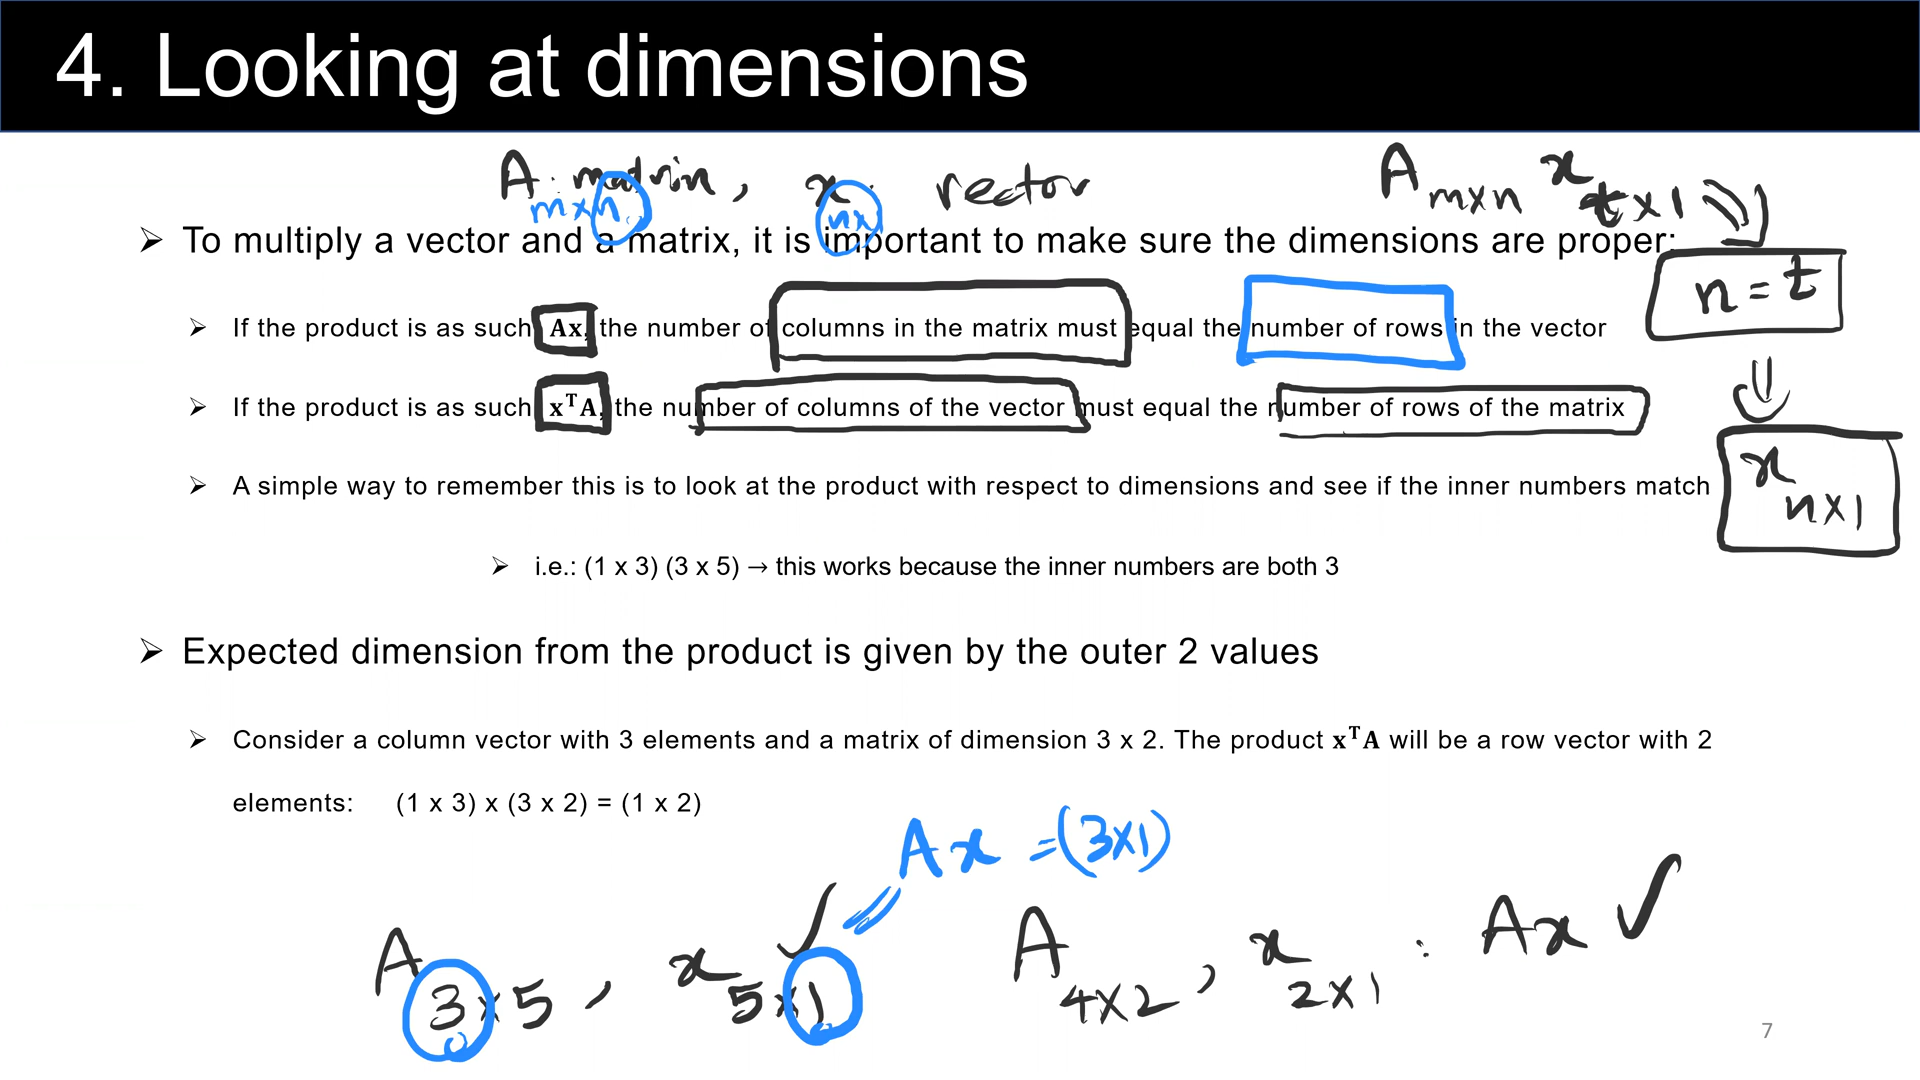 4. Looking at dimensions
A : matrin, x : vector
A m×n x t×1
m×n n×
➢ To multiply a vector and a matrix, it is important to make sure the dimensions are proper:
n = t
➢ If the product is as such Ax, the number of columns in the matrix must equal the number of rows in the vector
➢ If the product is as such xᵀA, the number of columns of the vector must equal the number of rows of the matrix
x n×1
➢ A simple way to remember this is to look at the product with respect to dimensions and see if the inner numbers match
➢ i.e.: (1 x 3) (3 x 5) → this works because the inner numbers are both 3
➢ Expected dimension from the product is given by the outer 2 values
➢ Consider a column vector with 3 elements and a matrix of dimension 3 x 2. The product xᵀA will be a row vector with 2
elements: (1 x 3) x (3 x 2) = (1 x 2)
Ax = (3×1)
A 3×5 , x 5×1 ✓ A 4×2 , x 2×1 : Ax ✓
7